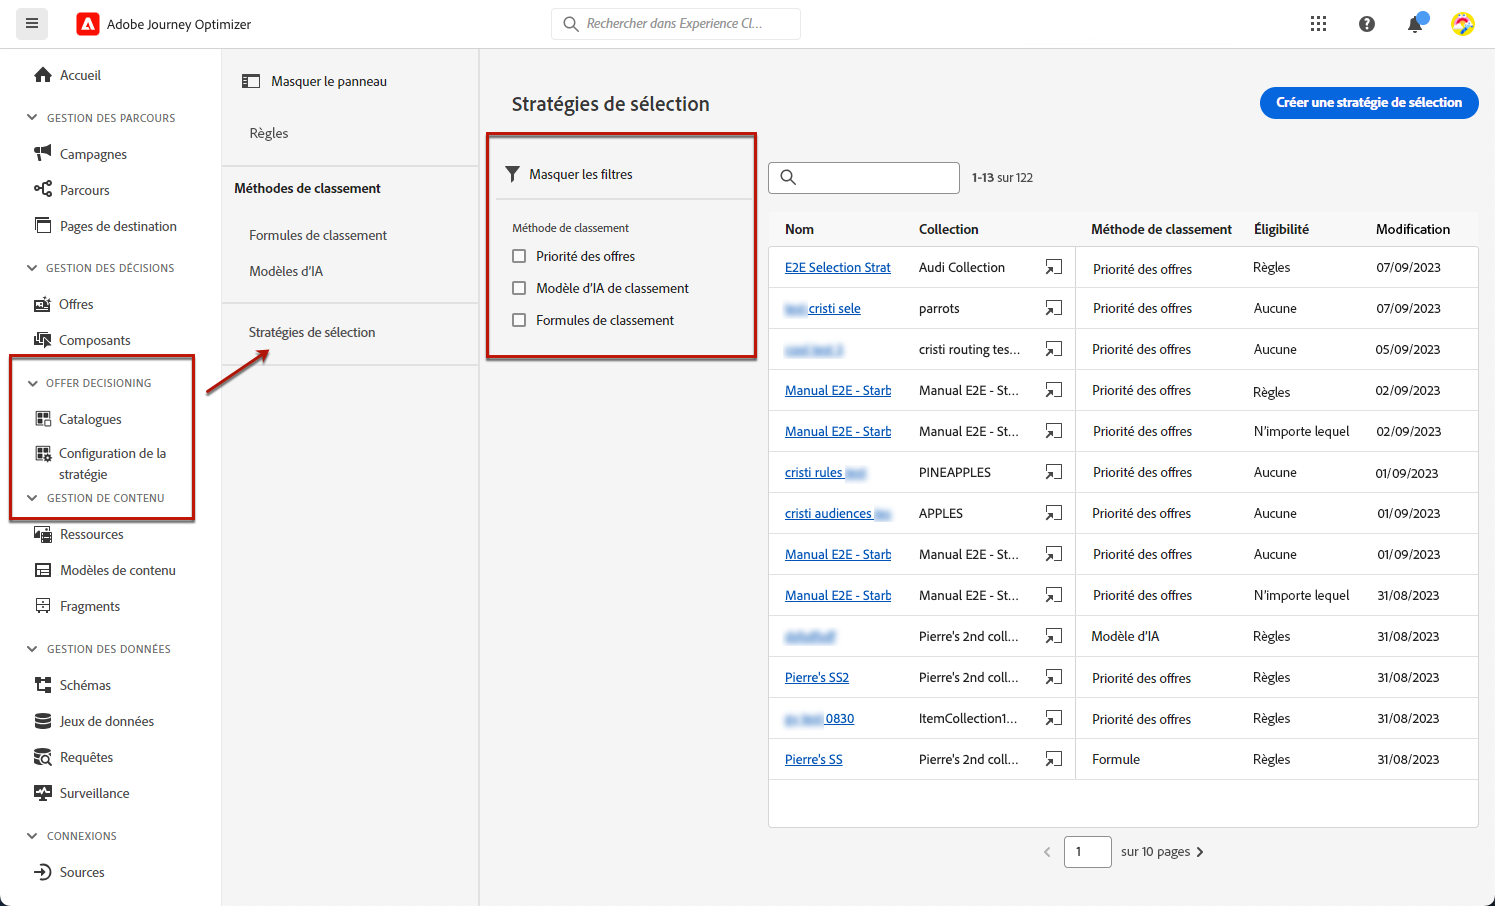 Adobe Journey Optimizer
Rechercher dans Experience Cl...
Accueil
GESTION DES PARCOURS
Campagnes
Parcours
Pages de destination
GESTION DES DÉCISIONS
Offres
Composants
OFFER DECISIONING
Catalogues
Configuration de la
stratégie
GESTION DE CONTENU
Ressources
Modèles de contenu
Fragments
GESTION DES DONNÉES
Schémas
Jeux de données
Requêtes
Surveillance
CONNEXIONS
Sources
Masquer le panneau
Règles
Méthodes de classement
Formules de classement
Modèles d'IA
Stratégies de sélection
Stratégies de sélection
Créer une stratégie de sélection
Masquer les filtres
Méthode de classement
Priorité des offres
Modèle d'IA de classement
Formules de classement
1-13 sur 122
Nom Collection Méthode de classement Éligibilité Modification
E2E Selection Strat Audi Collection Priorité des offres Règles 07/09/2023
cristi sele parrots Priorité des offres Aucune 07/09/2023
cristi routing tes... Priorité des offres Aucune 05/09/2023
Manual E2E - Starb Manual E2E - St... Priorité des offres Règles 02/09/2023
Manual E2E - Starb Manual E2E - St... Priorité des offres N'importe lequel 02/09/2023
cristi rules PINEAPPLES Priorité des offres Aucune 01/09/2023
cristi audiences APPLES Priorité des offres Aucune 01/09/2023
Manual E2E - Starb Manual E2E - St... Priorité des offres Aucune 01/09/2023
Manual E2E - Starb Manual E2E - St... Priorité des offres N'importe lequel 31/08/2023
Pierre's 2nd coll... Modèle d'IA Règles 31/08/2023
Pierre's SS2 Pierre's 2nd coll... Priorité des offres Règles 31/08/2023
0830 ItemCollection1... Priorité des offres Règles 31/08/2023
Pierre's SS Pierre's 2nd coll... Formule Règles 31/08/2023
1 sur 10 pages